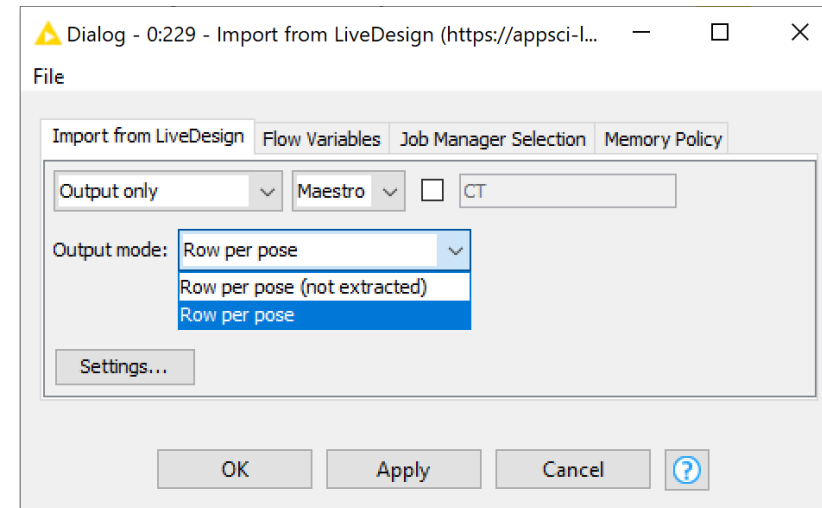 Dialog - 0:229 - Import from LiveDesign (https://appsci-l...
File
Import from LiveDesign Flow Variables Job Manager Selection Memory Policy
Output only Maestro CT
Output mode: Row per pose
Row per pose (not extracted)
Row per pose
Settings...
OK Apply Cancel ?